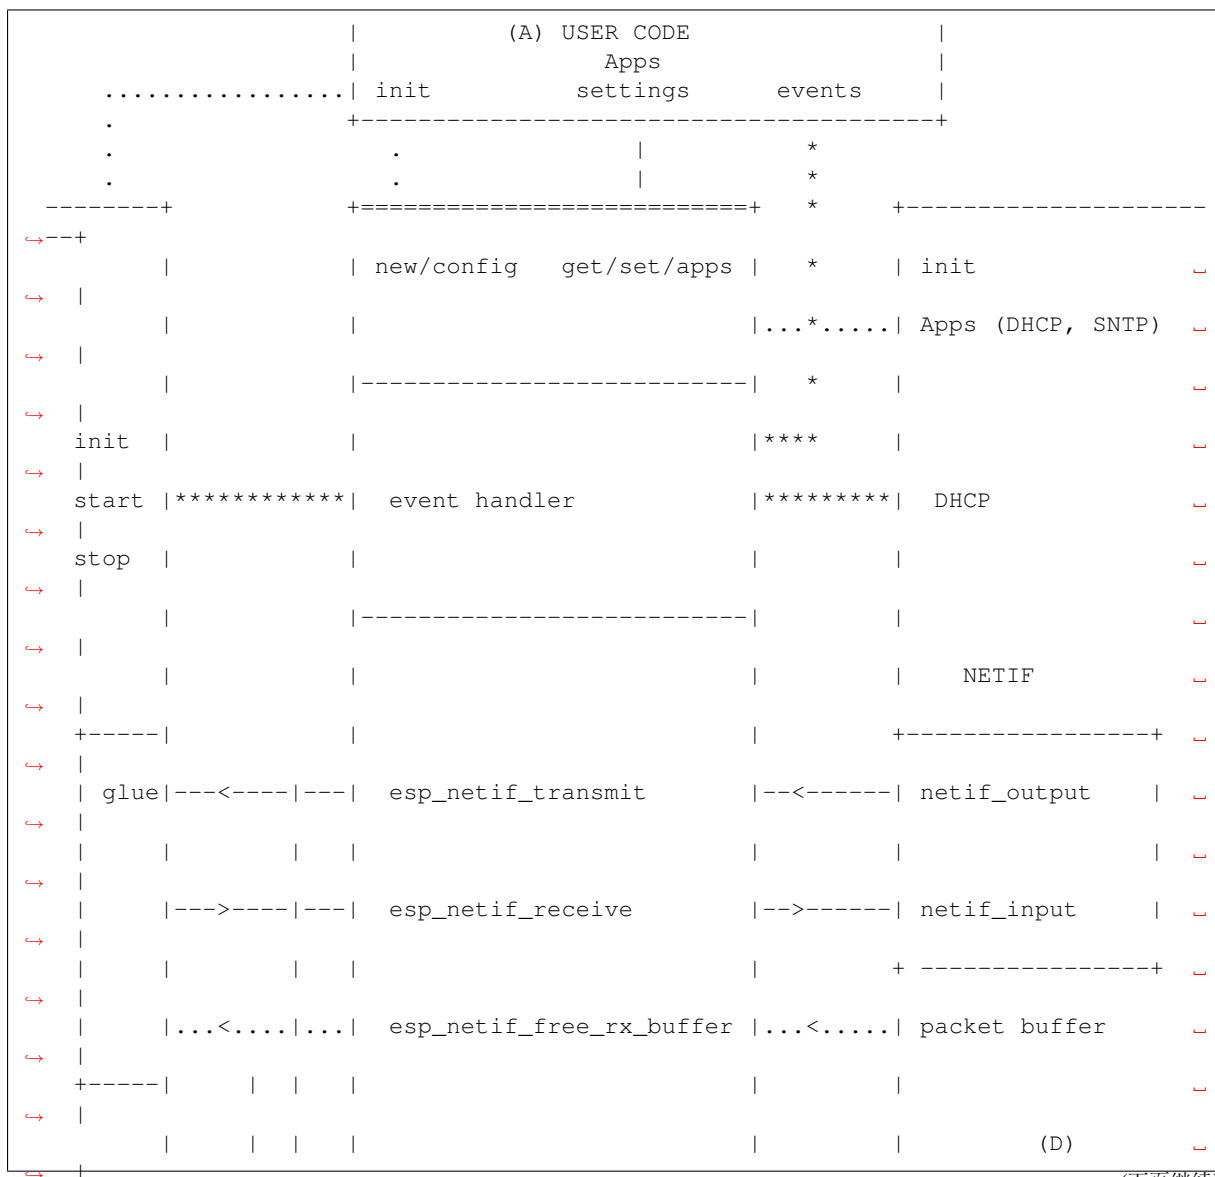 |          (A) USER CODE                 |
                      |                 Apps                   |
     .................| init          settings      events     |
     .                +----------------------------------------+
     .                   .                |           *
     .                   .                |           *
 --------+            +===========================+   *     +---------------------
↪--+
         |            | new/config   get/set/apps |   *     | init               ␣
↪  |
         |            |                           |...*.....| Apps (DHCP, SNTP)  ␣
↪  |
         |            |---------------------------|   *     |                    ␣
↪  |
   init  |            |                           |****     |                    ␣
↪  |
   start |************|  event handler            |*********|  DHCP              ␣
↪  |
   stop  |            |                           |         |                    ␣
↪  |
         |            |---------------------------|         |                    ␣
↪  |
         |            |                           |         |    NETIF           ␣
↪  |
   +-----|            |                           |         +-----------------+  ␣
↪  |
   | glue|---<----|---|  esp_netif_transmit       |--<------| netif_output    |  ␣
↪  |
   |     |        |   |                           |         |                 |  ␣
↪  |
   |     |--->----|---|  esp_netif_receive        |-->------| netif_input     |  ␣
↪  |
   |     |        |   |                           |         + ----------------+  ␣
↪  |
   |     |...<....|...|  esp_netif_free_rx_buffer |...<.....| packet buffer      ␣
↪  |
   +-----|     |  |   |                           |         |                    ␣
↪  |
         |     |  |   |                           |         |         (D)        ␣
↪  +